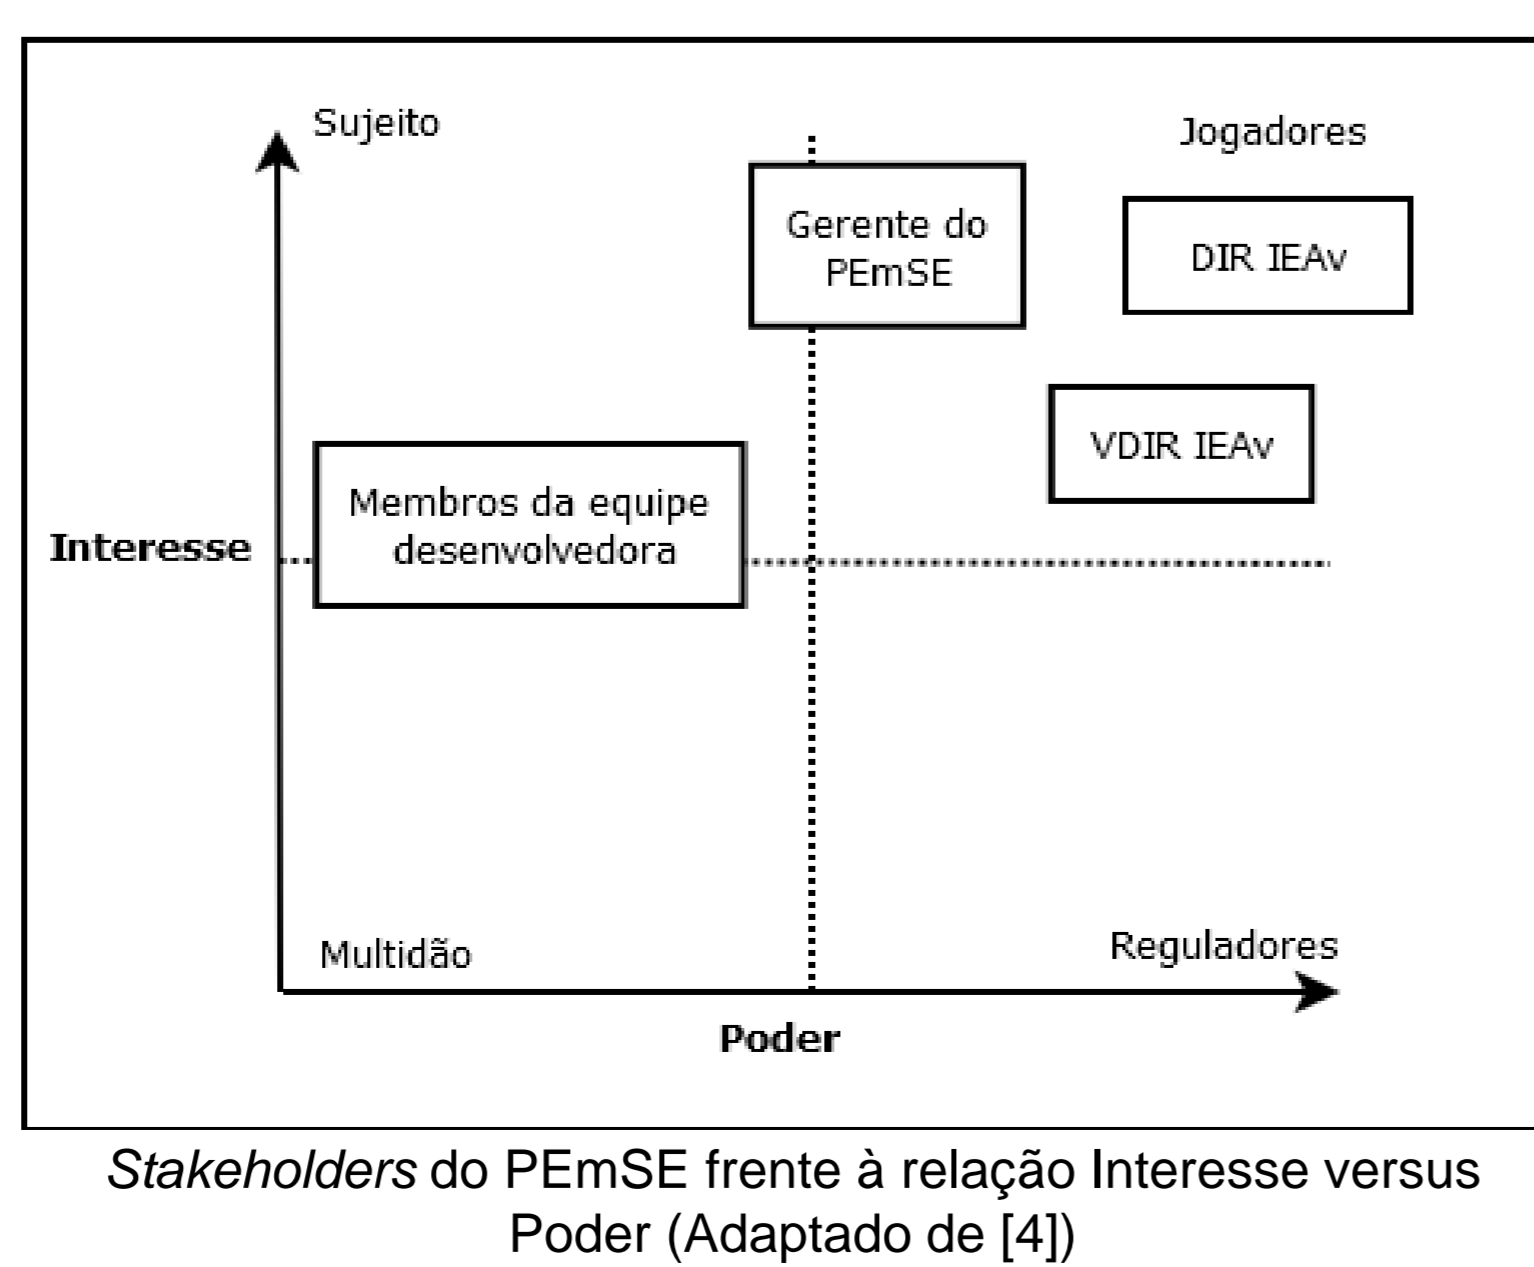 Sujeito
Jogadores
Gerente do
PEmSE
DIR IEAv
VDIR IEAv
Membros da equipe
desenvolvedora
Interesse
Multidão
Reguladores
Poder
Stakeholders do PEmSE frente à relação Interesse versus
Poder (Adaptado de [4])